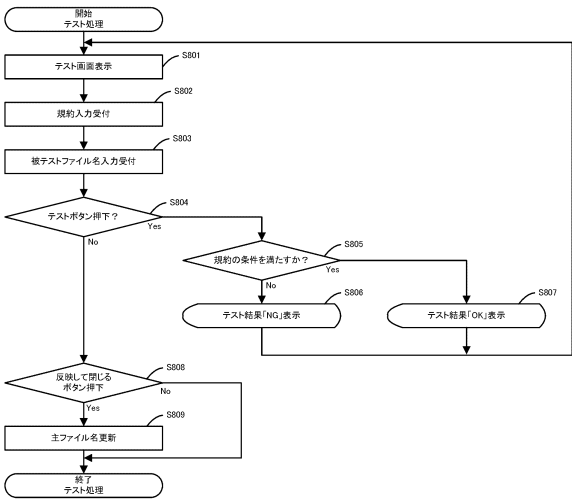 開始
テスト処理
テスト画面表示
S801
規約入力受付
S802
被テストファイル名入力受付
S803
テストボタン押下？
S804
Yes
No
規約の条件を満たすか？
S805
Yes
No
テスト結果「NG」表示
S806
テスト結果「OK」表示
S807
反映して閉じる
ボタン押下
S808
No
Yes
主ファイル名更新
S809
終了
テスト処理